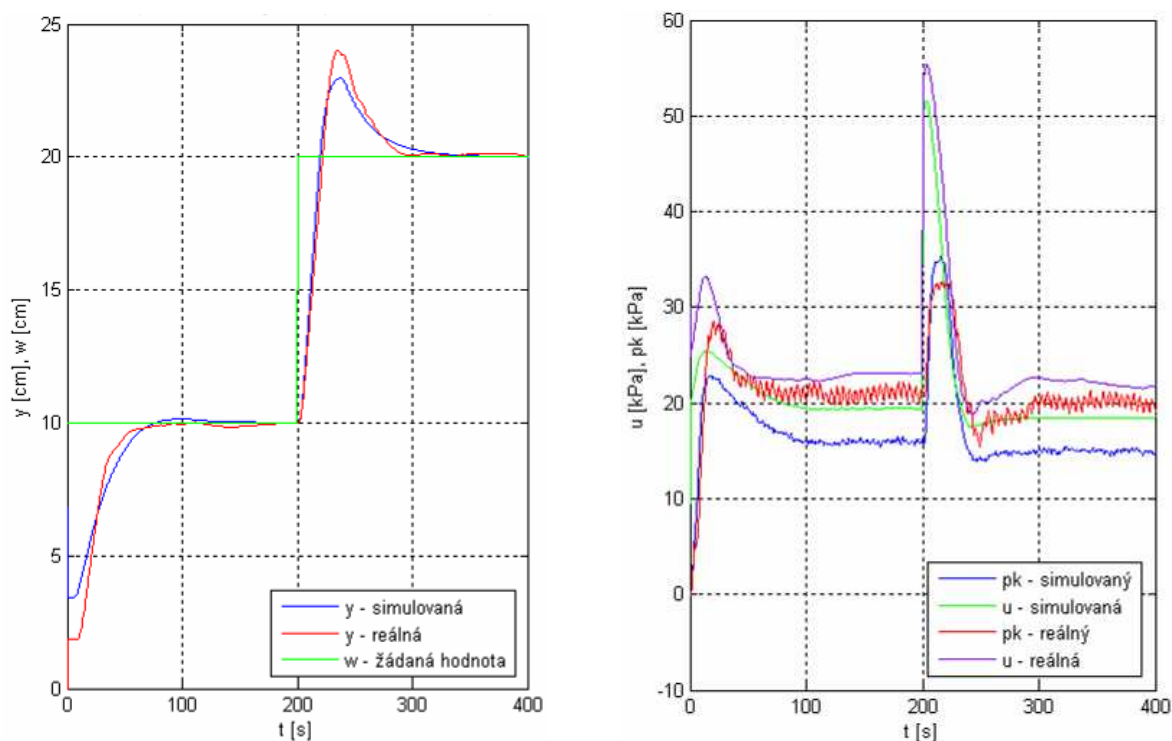 25
20
15
10
5
0
y [cm], w [cm]
0
100
200
300
400
t [s]
y - simulovaná
y - reálná
w - žádaná hodnota
60
50
40
30
20
10
0
-10
u [kPa], pk [kPa]
0
100
200
300
400
t [s]
pk - simulovaný
u - simulovaná
pk - reálný
u - reálná